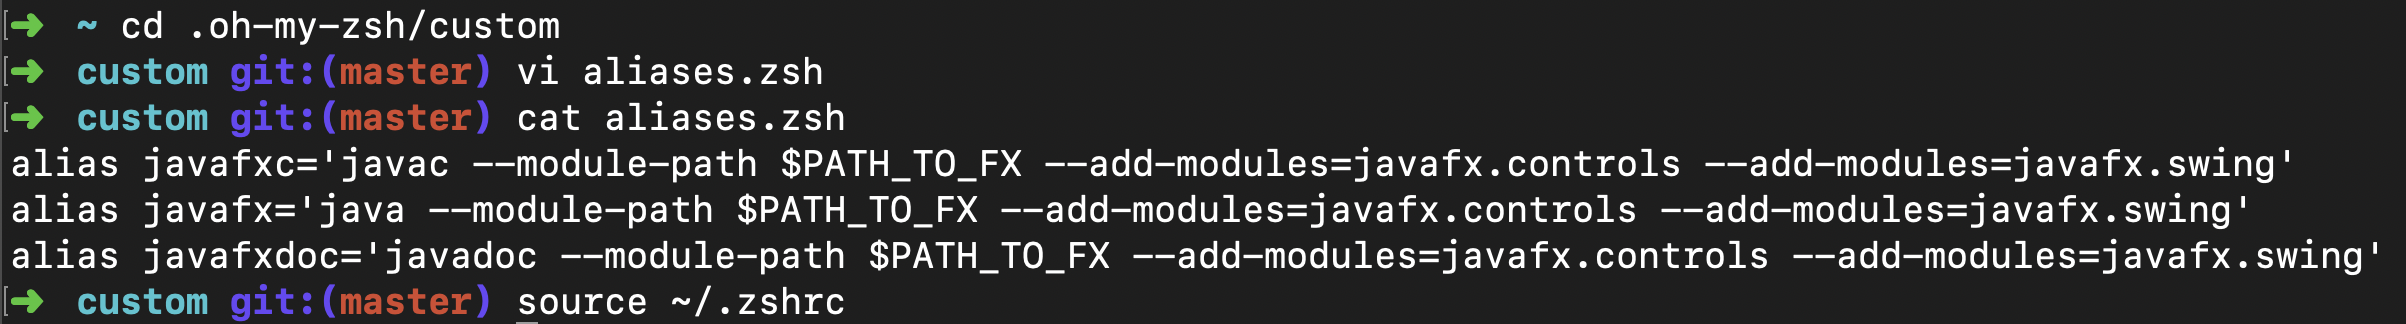 ➜ ~ cd .oh-my-zsh/custom
➜ custom git:(master) vi aliases.zsh
➜ custom git:(master) cat aliases.zsh
alias javafxc='javac --module-path $PATH_TO_FX --add-modules=javafx.controls --add-modules=javafx.swing'
alias javafx='java --module-path $PATH_TO_FX --add-modules=javafx.controls --add-modules=javafx.swing'
alias javafxdoc='javadoc --module-path $PATH_TO_FX --add-modules=javafx.controls --add-modules=javafx.swing'
➜ custom git:(master) source ~/.zshrc